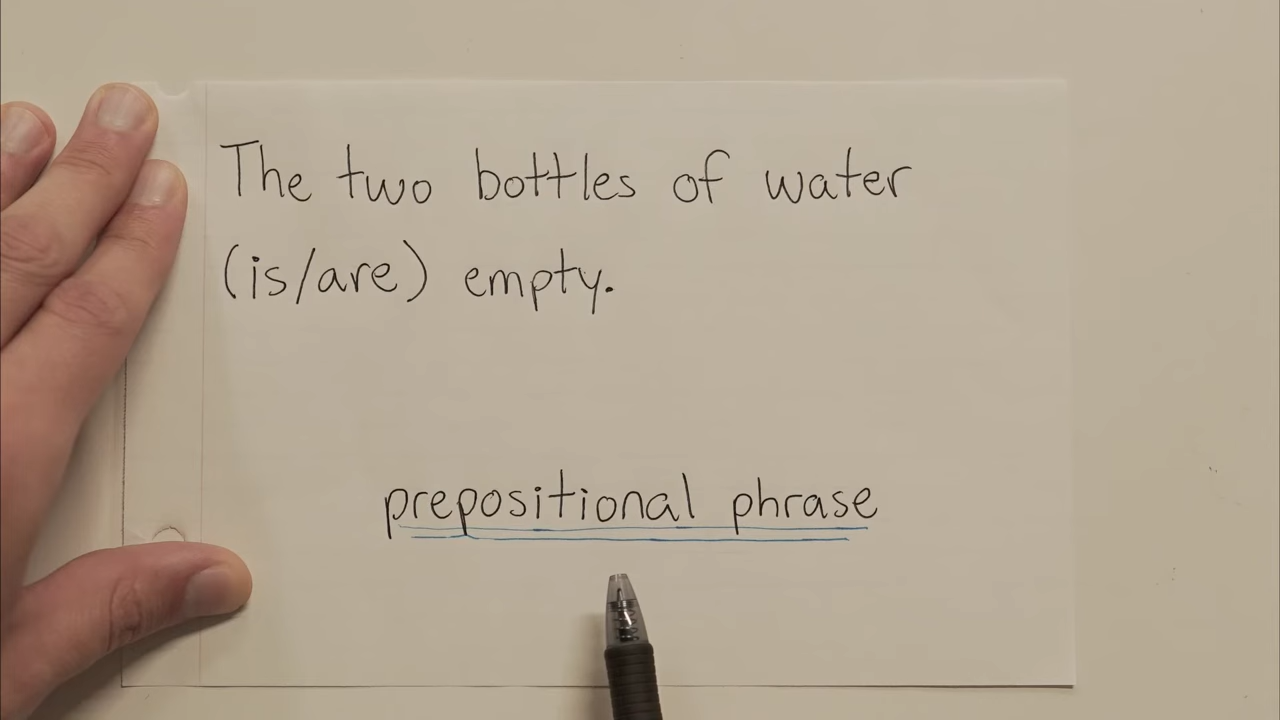 The two bottles of water
(is/are) empty.
prepositional phrase